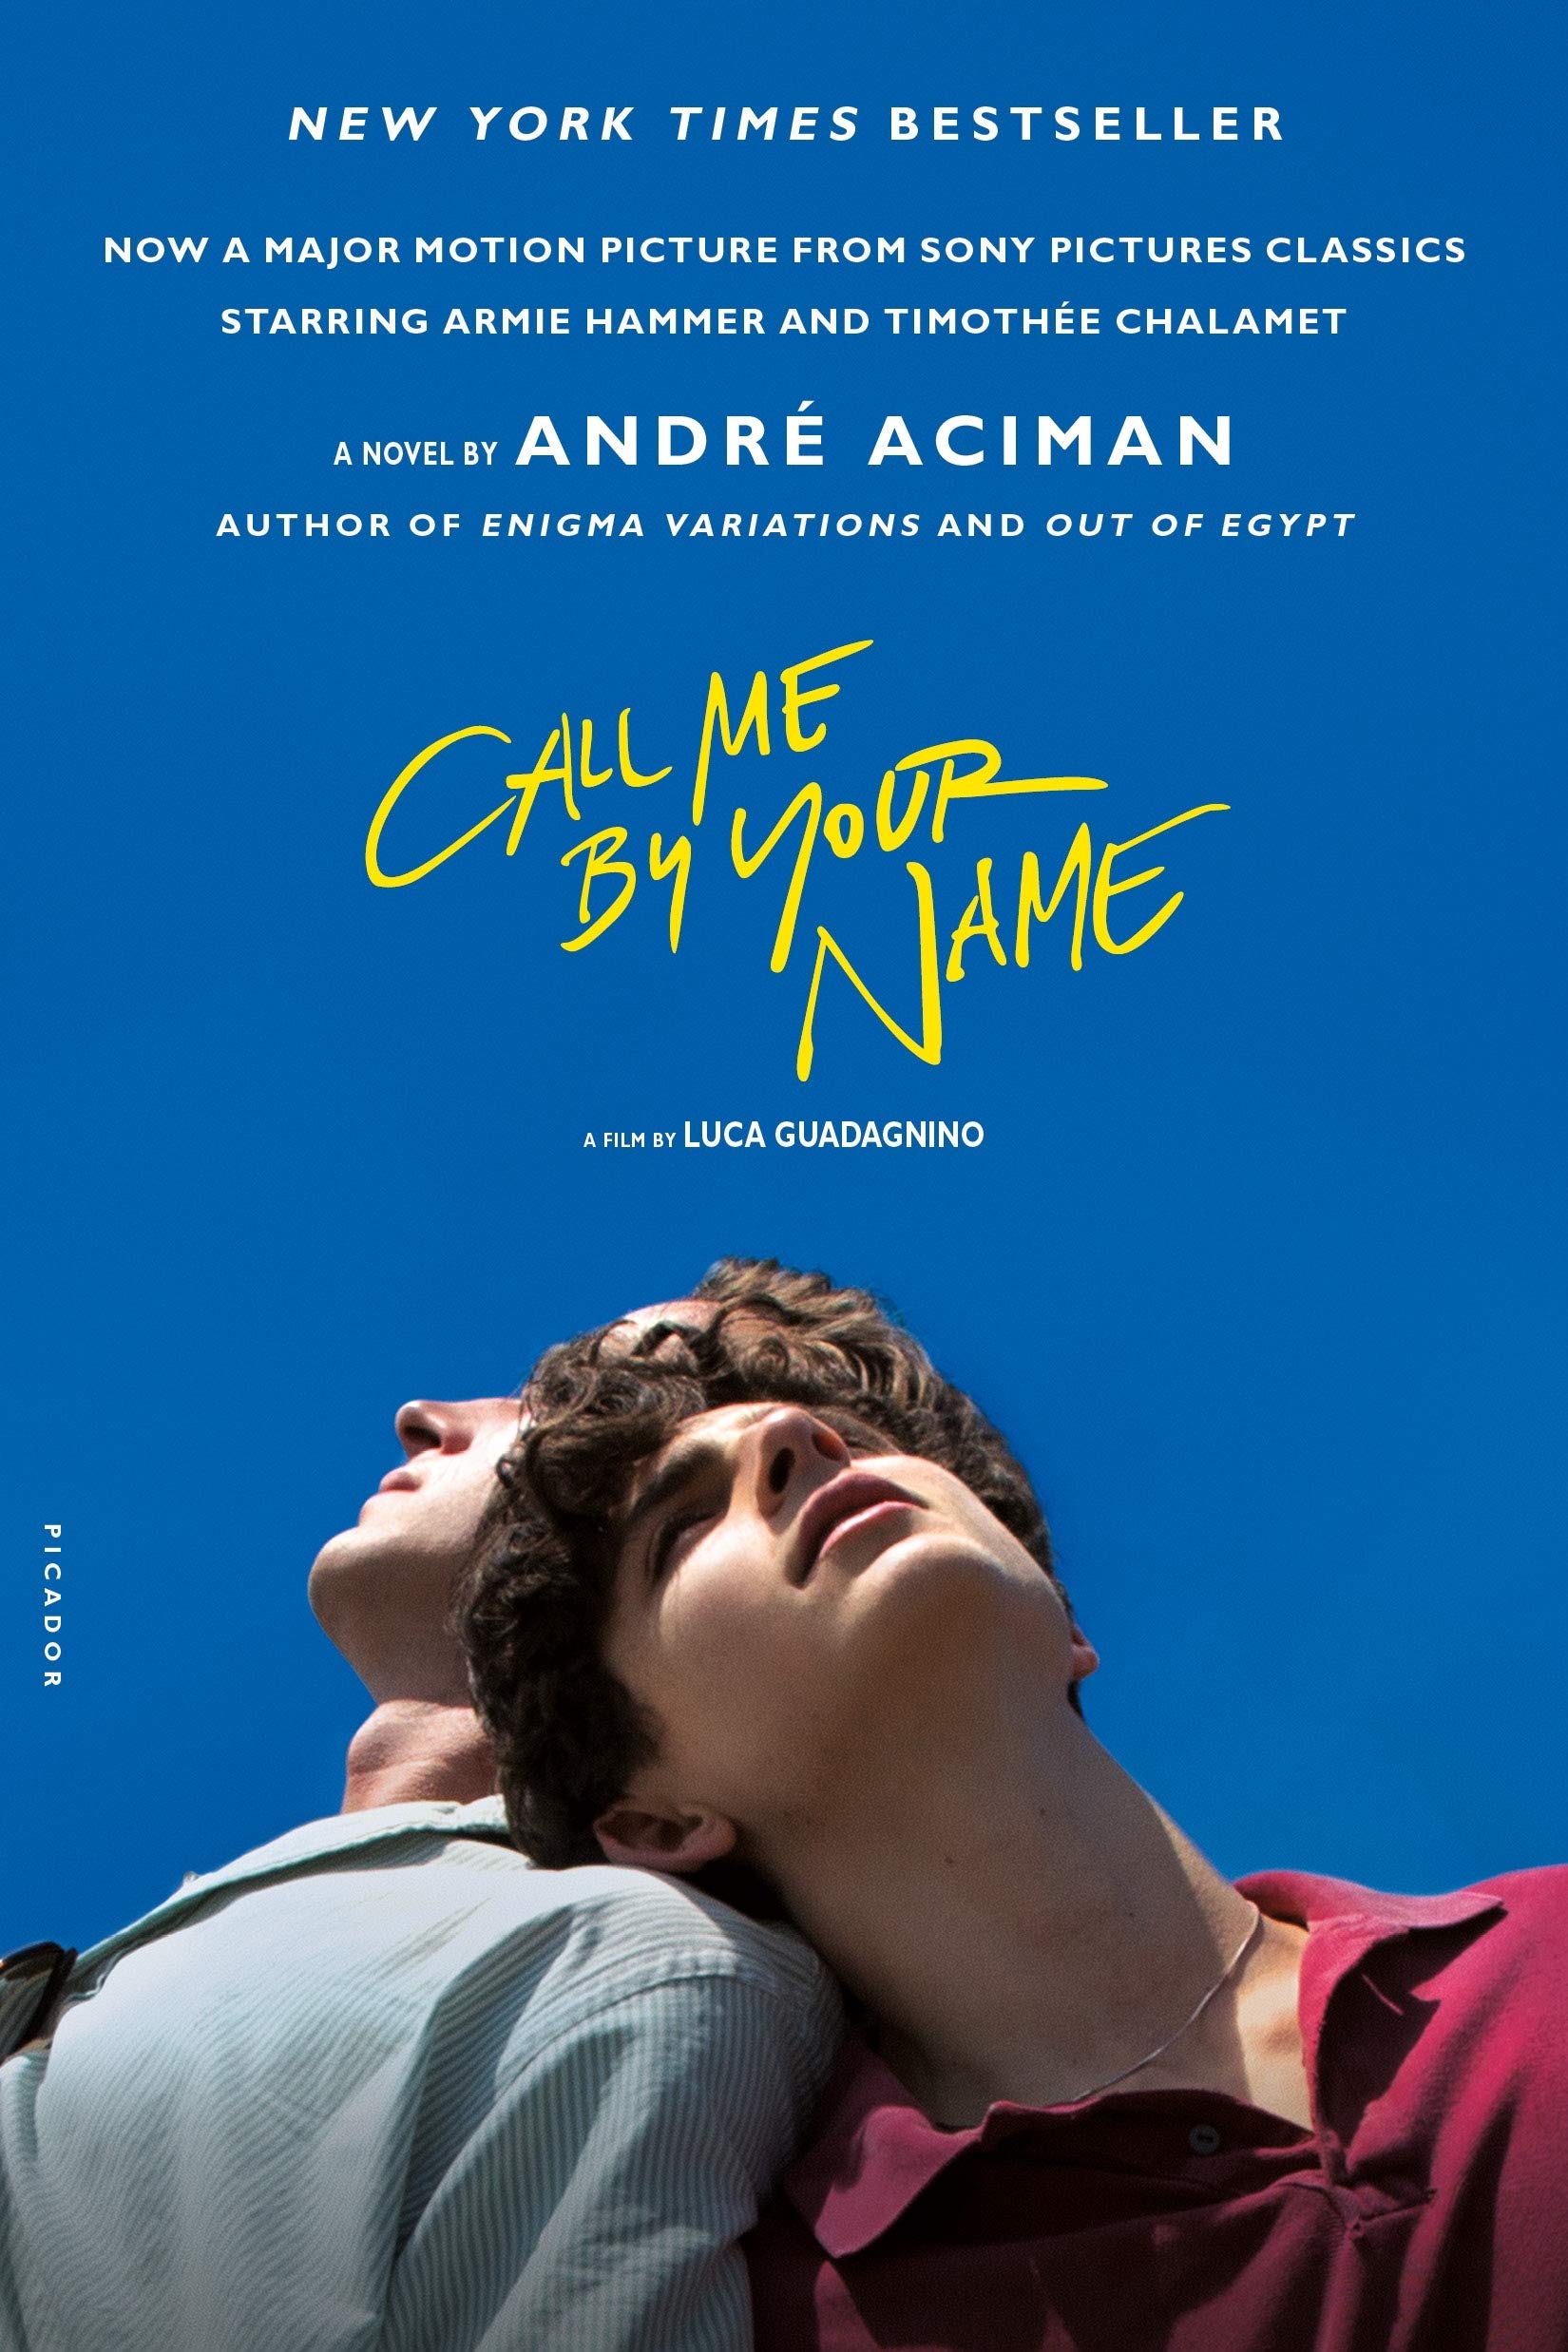 NEW YORK TIMES BESTSELLER
NOW A MAJOR MOTION PICTURE FROM SONY PICTURES CLASSICS
STARRING ARMIE HAMMER AND TIMOTHÉE CHALAMET
A NOVEL BY ANDRÉ ACIMAN
AUTHOR OF ENIGMA VARIATIONS AND OUT OF EGYPT
CALL ME
BY YOUR
NAME
A FILM BY LUCA GUADAGNINO
PICADOR